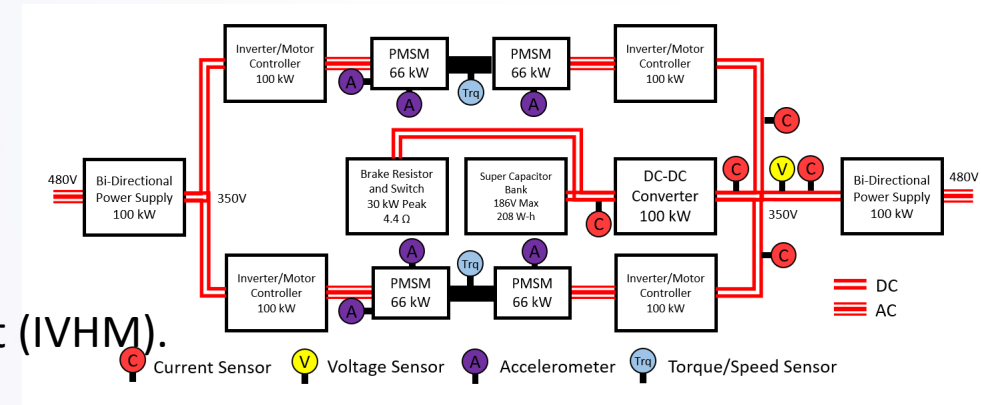 Inverter/Motor
Controller
100 kW
PMSM
66 kW
PMSM
66 kW
Inverter/Motor
Controller
100 kW
A
A
Trq
A
C
480V
Bi-Directional
Power Supply
100 kW
350V
Brake Resistor
and Switch
30 kW Peak
4.4 Ω
Super Capacitor
Bank
186V Max
208 W-h
C
DC-DC
Converter
100 kW
C
V
C
350V
Bi-Directional
Power Supply
100 kW
480V
A
Trq
A
C
Inverter/Motor
Controller
100 kW
A
PMSM
66 kW
PMSM
66 kW
Inverter/Motor
Controller
100 kW
DC
AC
t (IVHM).
C Current Sensor
V Voltage Sensor
A Accelerometer
Trq Torque/Speed Sensor